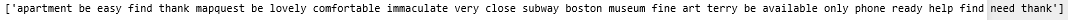 ['apartment be easy find thank mapquest be lovely comfortable immaculate very close subway boston museum fine art terry be available only phone ready help find need thank']